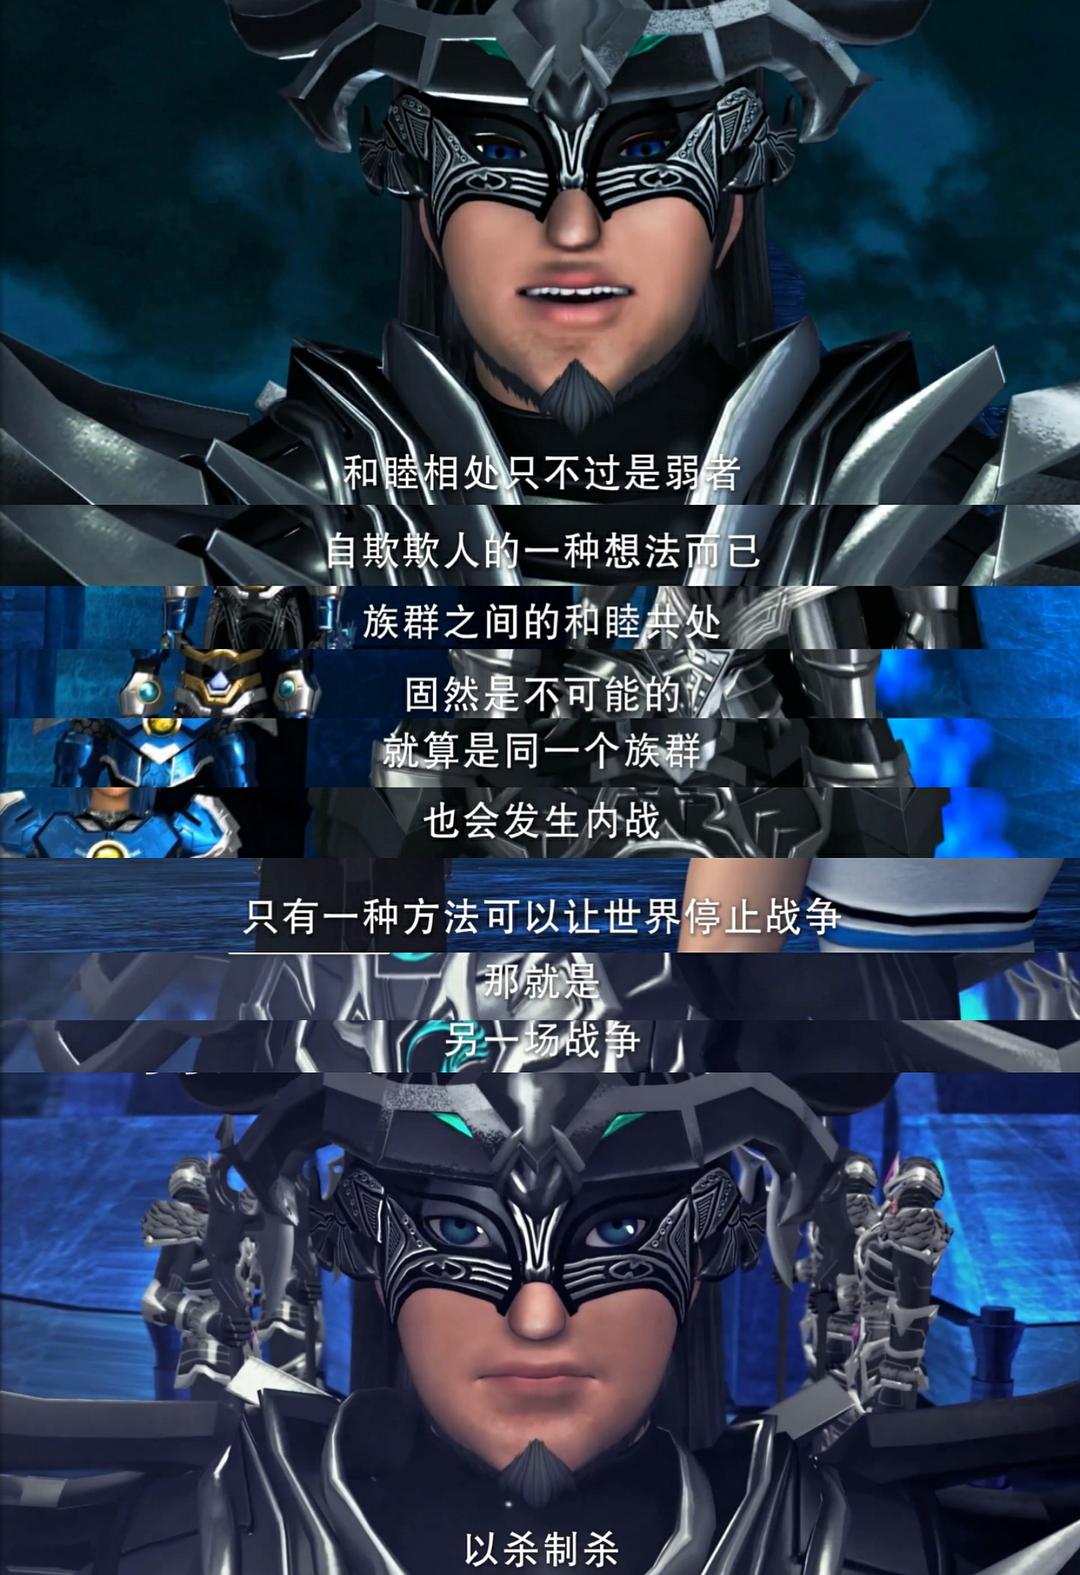 和睦相处只不过是弱者
自欺欺人的一种想法而已
族群之间的和睦共处
固然是不可能的
就算是同一个族群
也会发生内战
只有一种方法可以让世界停止战争
那就是
另一场战争
以杀制杀